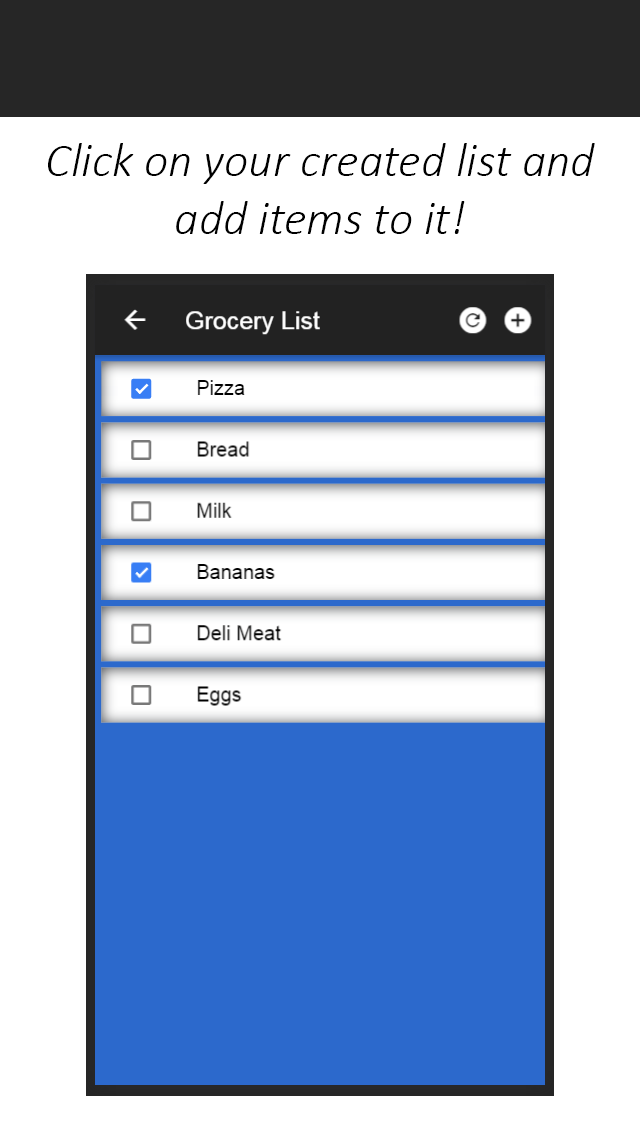 Click on your created list and
add items to it!
Grocery List
Pizza
Bread
Milk
Bananas
Deli Meat
Eggs